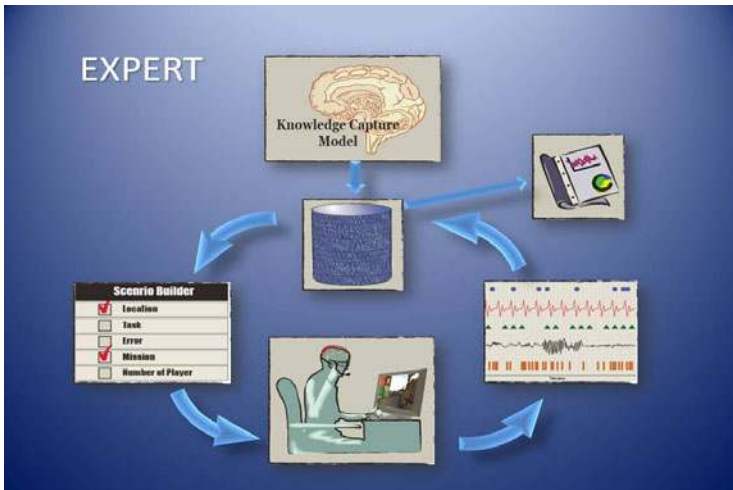 EXPERT
Knowledge Capture
Model
Scenrio Builder
Location
Task
Error
Mission
Number of Player